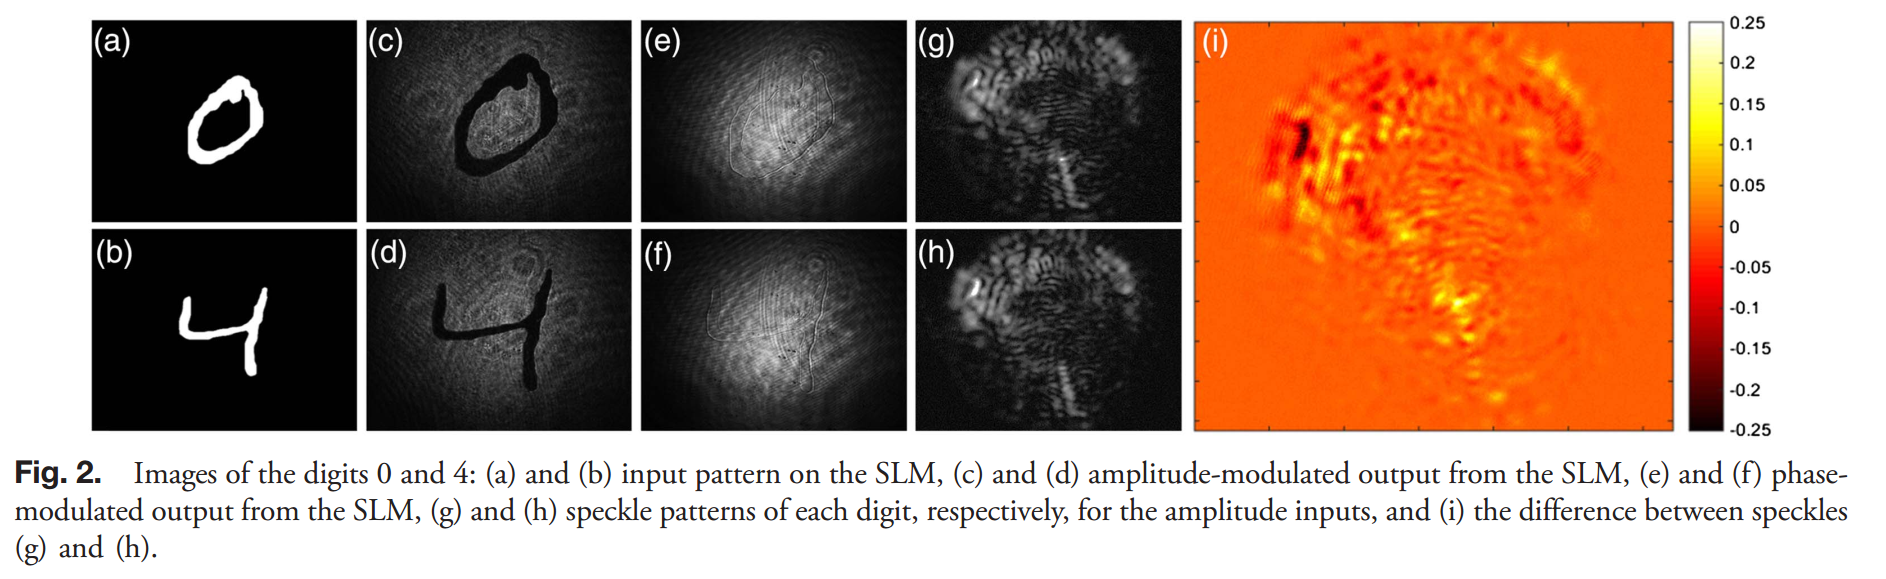 (a)
(c)
(e)
(g)
(i)
0.25
0.2
0.15
0.1
0.05
0
-0.05
-0.1
-0.15
-0.2
-0.25
(b)
(d)
(f)
(h)
Fig. 2. Images of the digits 0 and 4: (a) and (b) input pattern on the SLM, (c) and (d) amplitude-modulated output from the SLM, (e) and (f) phase-
modulated output from the SLM, (g) and (h) speckle patterns of each digit, respectively, for the amplitude inputs, and (i) the difference between speckles
(g) and (h).